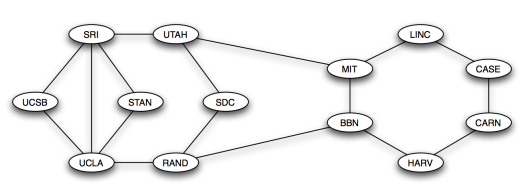 SRI
UTAH
LINC
MIT
CASE
UCSB
STAN
SDC
BBN
CARN
UCLA
RAND
HARV